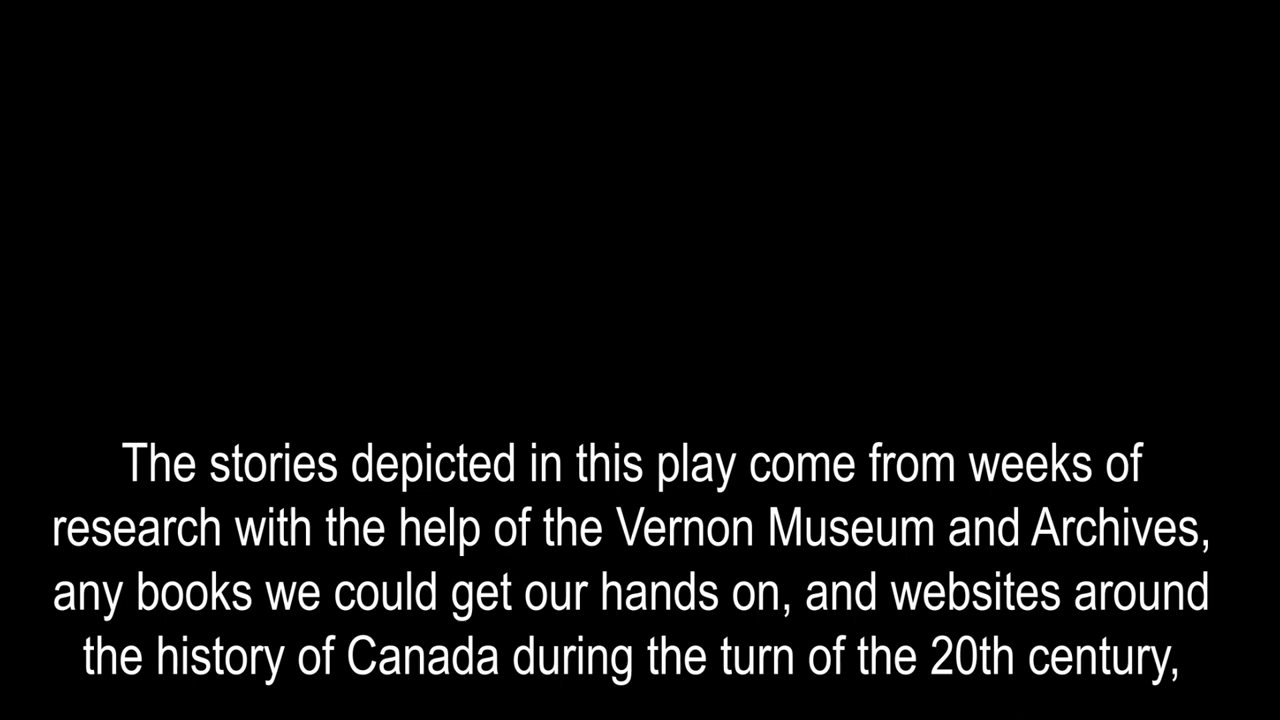 The stories depicted in this play come from weeks of
research with the help of the Vernon Museum and Archives,
any books we could get our hands on, and websites around
the history of Canada during the turn of the 20th century,